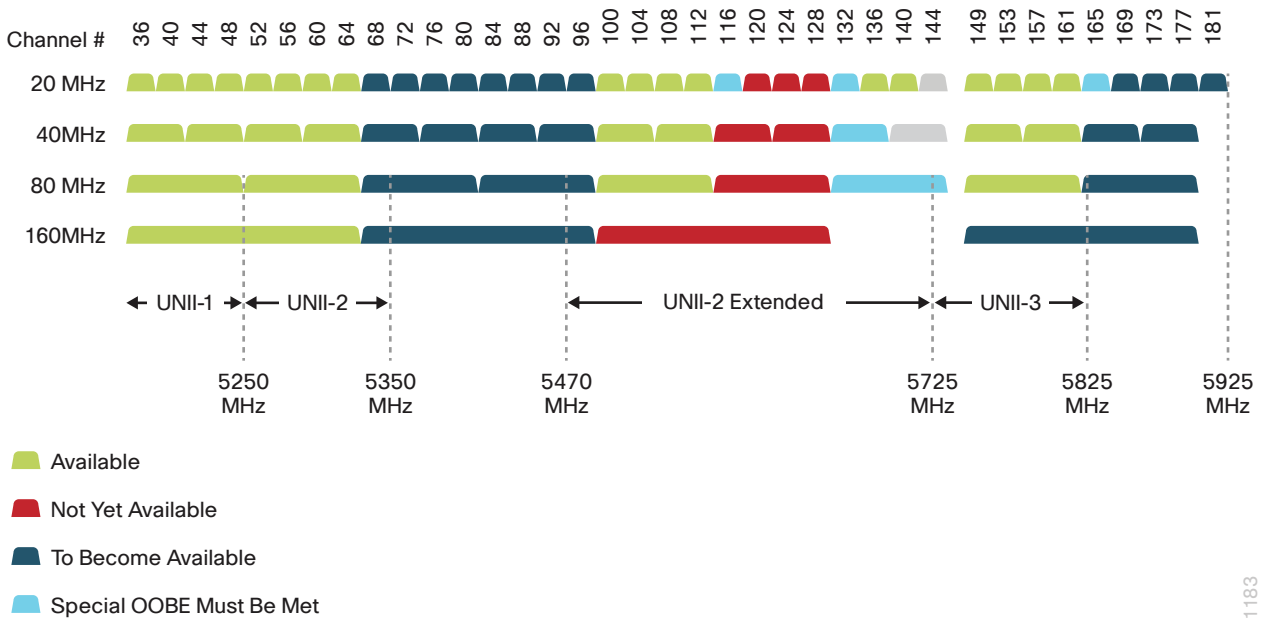 Channel # 36 40 44 48 52 56 60 64 68 72 76 80 84 88 92 96 100 104 108 112 116 120 124 128 132 136 140 144 149 153 157 161 165 169 173 177 181
20 MHz
40MHz
80 MHz
160MHz
UNII-1 UNII-2 UNII-2 Extended UNII-3
5250 5350 5470 5725 5825 5925
MHz MHz MHz MHz MHz MHz
Available
Not Yet Available
To Become Available
Special OOBE Must Be Met
1183